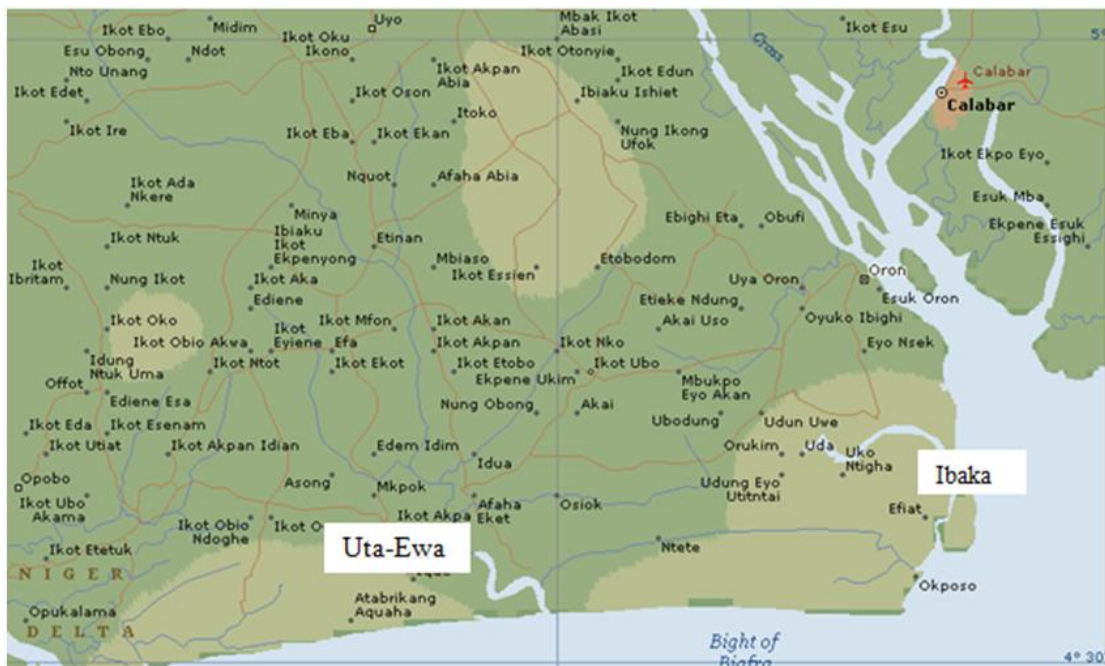 Midim
Uyo
Mbak Ikot
Abasi
Ikot Esu
Ikot Ebo
Ikot Oku
5°
Esu Obong
Ndot
Ikono
Ikot Otonyie
Cross
Nto Unang
Ikot Akpan
Abia
Ikot Edun
Calabar
Ikot Edet
Ikot Oson
Ibiaku Ishiet
Calabar
Itoko
Ikot Ire
Ikot Eba
Ikot Ekan
Nung Ikong
Ufok
Ikot Ekpo Eyo
Ikot Ada
Nkere
Nquot
Afaha Abia
Esuk Mba
Minya
Ebighi Eta
Obufi
Ekpene Esuk
Essighi
Ibiaku
Ikot
Ekpenyong
Ikot Ntuk
Etinan
Ikot
Ibritam
Nung Ikot
Ikot Aka
Mbiaso
Ikot Essien
Etobodom
Uya Oron
Oron
Ediene
Etieke Ndung
Esuk Oron
Ikot Oko
Ikot Mfon
Ikot Akan
Akai Uso
Oyuko Ibighi
Ikot Obio Akwa
Ikot
Eyiene
Efa
Ikot Akpan
Ikot Nko
Eyo Nsek
Idung
Ntuk Uma
Ikot Ntot
Ikot Ekot
Ikot Etobo
Ikot Ubo
Ekpene Ukim
Mbukpo
Eyo Akan
Offot
Ediene Esa
Nung Obong
Akai
Ubodung
Udun Uwe
Ikot Eda
Ikot Esenam
Ikot Utiat
Ikot Akpan Idian
Edem Idim
Idua
Orukim
Uda
Uko
Ntigha
Ibaka
Opobo
Asong
Mkpok
Udung Eyo
Utitntai
Ikot Ubo
Akama
Ikot Akpa
Afaha
Eket
Osiok
Efiat
Ikot Obio
Ndoghe
Ikot
Uta-Ewa
Ntete
Ikot Etetuk
NIGER
Okposo
Atabrikang
Aquaha
Opukalama
DELTA
Bight of
Biafra
4° 30'